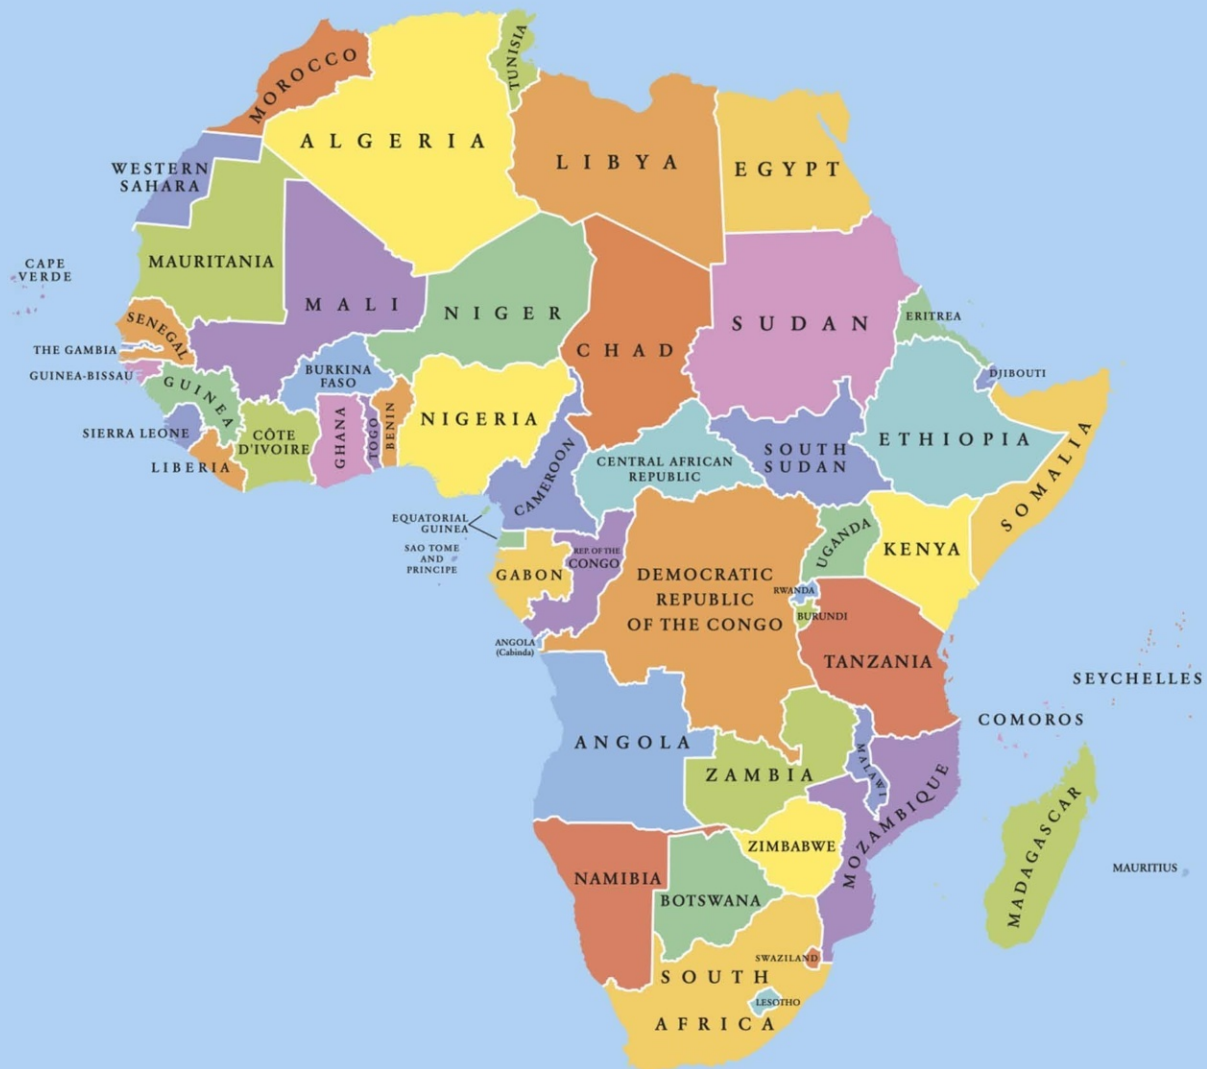 MOROCCO
TUNISIA
ALGERIA
LIBYA
EGYPT
WESTERN
SAHARA
MAURITANIA
CAPE
VERDE
MALI
NIGER
CHAD
SUDAN
ERITREA
SENEGAL
THE GAMBIA
GUINEA-BISSAU
GUINEA
BURKINA
FASO
DJIBOUTI
SIERRA LEONE
LIBERIA
CÔTE
D'IVOIRE
GHANA
TOGO
BENIN
NIGERIA
CAMEROON
CENTRAL AFRICAN
REPUBLIC
SOUTH
SUDAN
ETHIOPIA
SOMALIA
EQUATORIAL
GUINEA
SAO TOME
AND
PRINCIPE
GABON
REP. OF THE
CONGO
DEMOCRATIC
REPUBLIC
OF THE CONGO
UGANDA
KENYA
RWANDA
BURUNDI
ANGOLA
(Cabinda)
TANZANIA
SEYCHELLES
COMOROS
ANGOLA
ZAMBIA
MALAWI
MOZAMBIQUE
MADAGASCAR
MAURITIUS
ZIMBABWE
NAMIBIA
BOTSWANA
SWAZILAND
SOUTH
AFRICA
LESOTHO